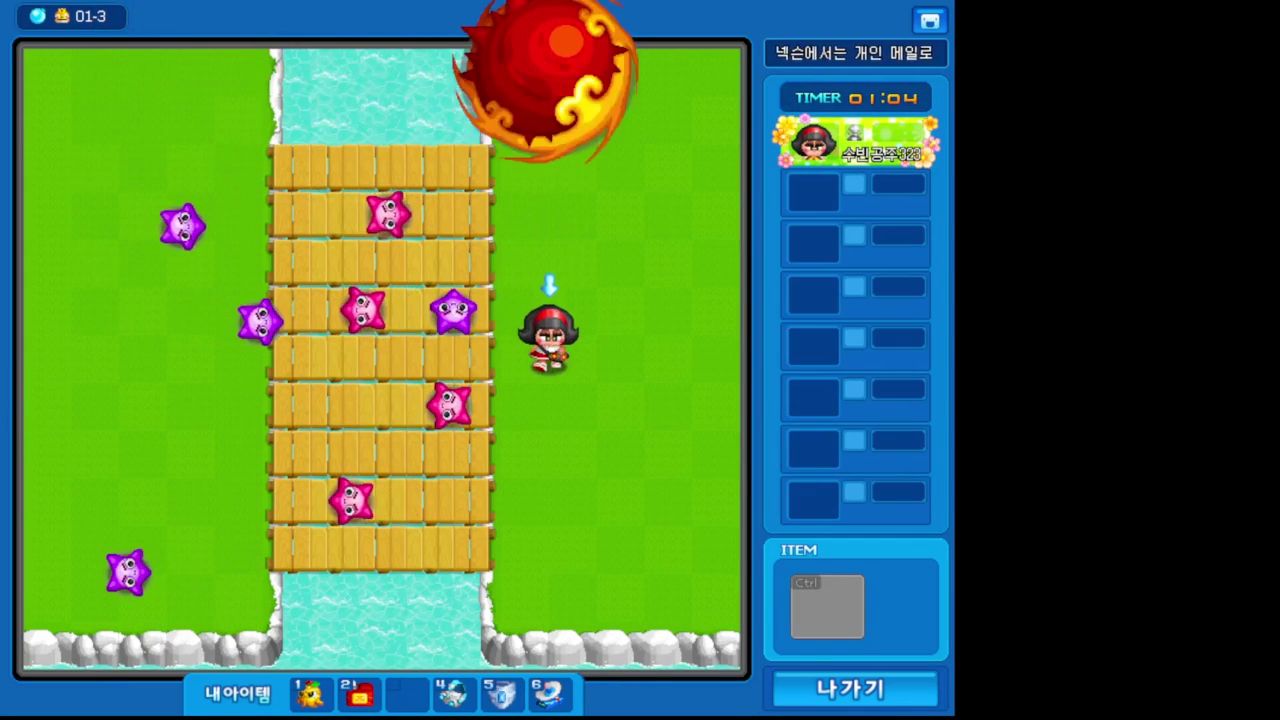 01-3
넥슨에서는 개인 메일로
TIMER 01:04
수빈공주323
ITEM
Ctrl
내아이템
1
2
4
5
6
나가기